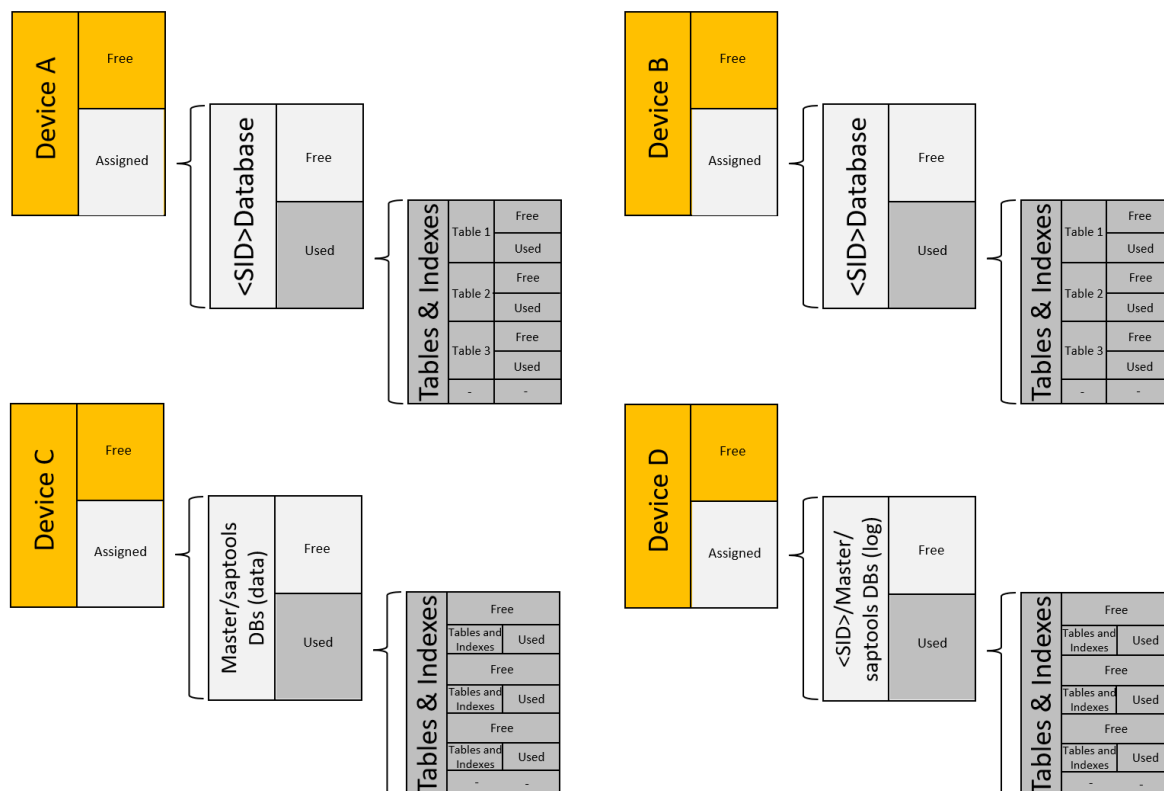 Device A
Free
Assigned
<SID>Database
Free
Used
Tables & Indexes
Table 1
Free
Used
Table 2
Free
Used
Table 3
Free
Used
-
-
Device B
Free
Assigned
<SID>Database
Free
Used
Tables & Indexes
Table 1
Free
Used
Table 2
Free
Used
Table 3
Free
Used
-
-
Device C
Free
Assigned
Master/saptools
DBs (data)
Free
Used
Tables & Indexes
Free
Tables and
Indexes
Used
Free
Tables and
Indexes
Used
Free
Tables and
Indexes
Used
-
-
Device D
Free
Assigned
<SID>/Master/
saptools DBs (log)
Free
Used
Tables & Indexes
Free
Tables and
Indexes
Used
Free
Tables and
Indexes
Used
Free
Tables and
Indexes
Used
-
-